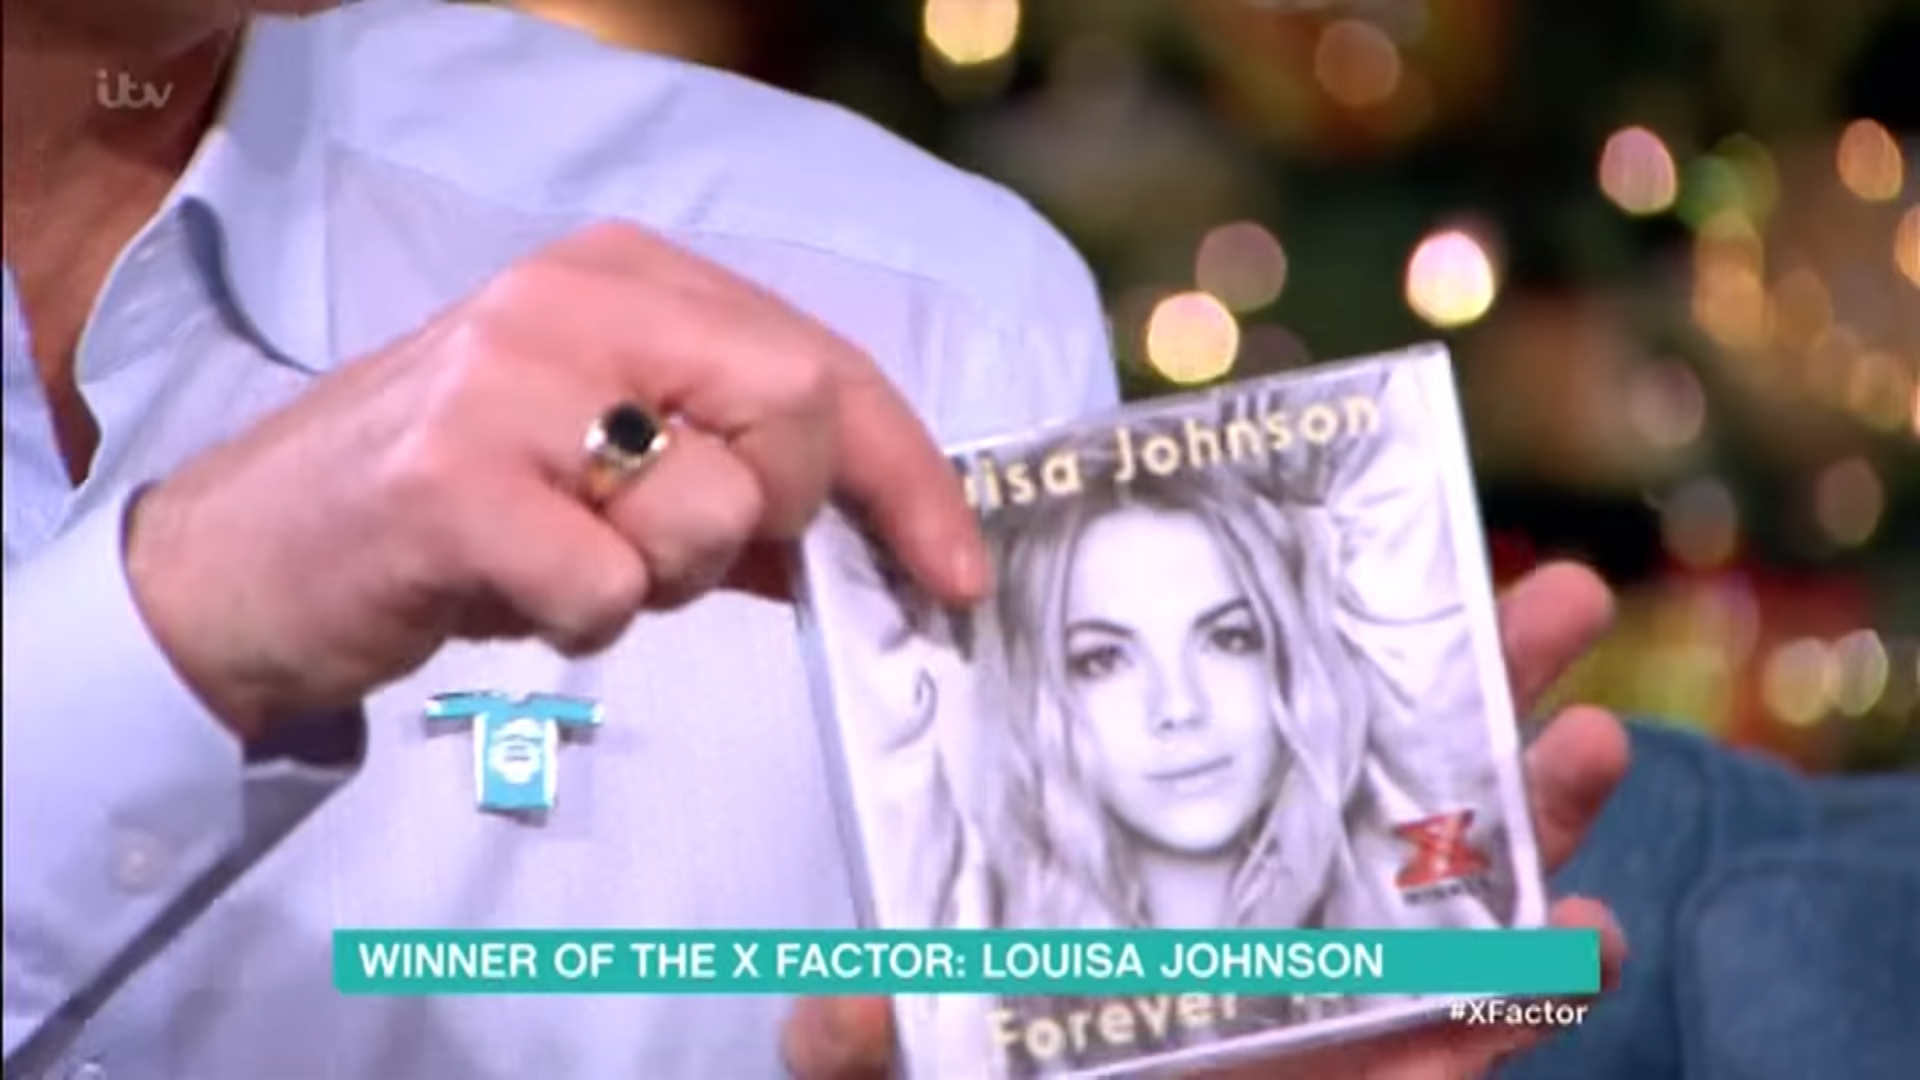 itv
isa Johnson
WINNER OF THE X FACTOR: LOUISA JOHNSON
Forever
#XFactor